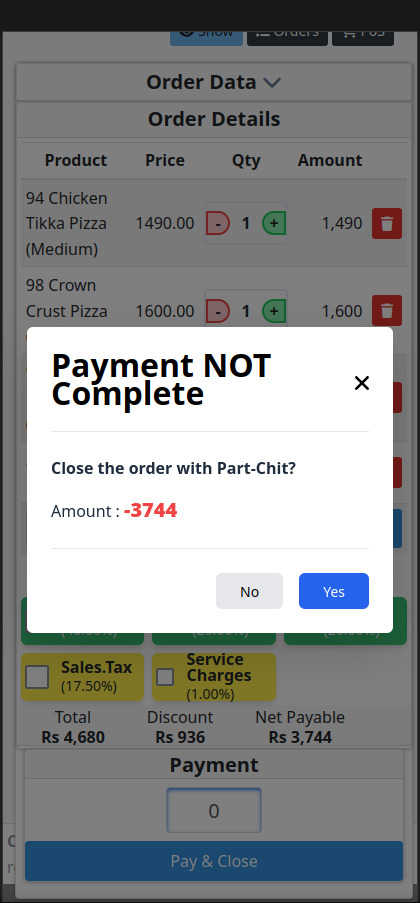 Show Orders POS
Order Data
Order Details
Product Price Qty Amount
94 Chicken
Tikka Pizza
(Medium)
1490.00 - 1 + 1,490
98 Crown
Crust Pizza
1600.00 - 1 + 1,600
Payment NOT
Complete
Close the order with Part-Chit?
Amount : -3744
No Yes
Sales.Tax
(17.50%)
Service
Charges
(1.00%)
Total Discount Net Payable
Rs 4,680 Rs 936 Rs 3,744
Payment
0
Pay & Close